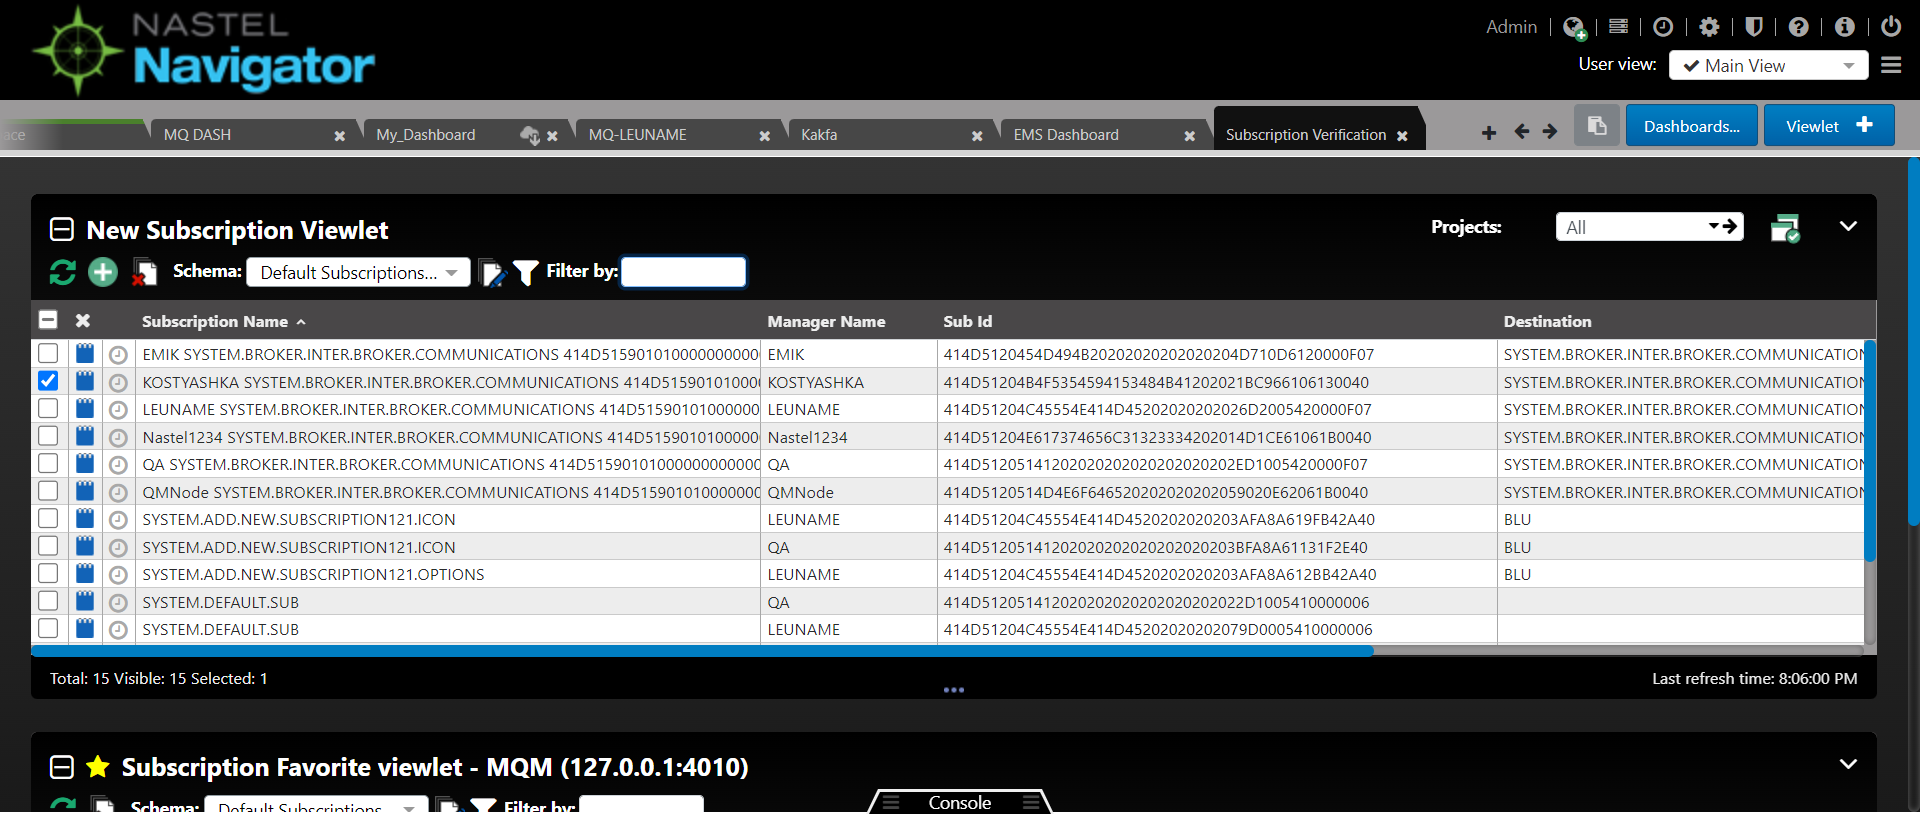 NASTEL
Navigator
Admin
User view: Main View
ace
MQ DASH
My_Dashboard
MQ-LEUNAME
Kakfa
EMS Dashboard
Subscription Verification
Dashboards...
Viewlet
New Subscription Viewlet
Projects: All
Schema: Default Subscriptions... Filter by:
Subscription Name Manager Name Sub Id Destination
EMIK SYSTEM.BROKER.INTER.BROKER.COMMUNICATIONS 414D515901010000000000 EMIK 414D5120454D494B20202020202020204D710D6120000F07 SYSTEM.BROKER.INTER.BROKER.COMMUNICATION
KOSTYASHKA SYSTEM.BROKER.INTER.BROKER.COMMUNICATIONS 414D5159010100 KOSTYASHKA 414D51204B4F5354594153484B41202021BC966106130040 SYSTEM.BROKER.INTER.BROKER.COMMUNICATION
LEUNAME SYSTEM.BROKER.INTER.BROKER.COMMUNICATIONS 414D51590101000000 LEUNAME 414D51204C45554E414D45202020202026D2005420000F07 SYSTEM.BROKER.INTER.BROKER.COMMUNICATION
Nastel1234 SYSTEM.BROKER.INTER.BROKER.COMMUNICATIONS 414D51590101000000 Nastel1234 414D51204E617374656C31323334202014D1CE61061B0040 SYSTEM.BROKER.INTER.BROKER.COMMUNICATION
QA SYSTEM.BROKER.INTER.BROKER.COMMUNICATIONS 414D51590101000000000000 QA 414D512051412020202020202020202020202ED1005420000F07 SYSTEM.BROKER.INTER.BROKER.COMMUNICATION
QMNode SYSTEM.BROKER.INTER.BROKER.COMMUNICATIONS 414D51590101000000 QMNode 414D5120514D4E6F646520202020202059020E62061B0040 SYSTEM.BROKER.INTER.BROKER.COMMUNICATION
SYSTEM.ADD.NEW.SUBSCRIPTION121.ICON LEUNAME 414D51204C45554E414D4520202020203AFA8A619FB42A40 BLU
SYSTEM.ADD.NEW.SUBSCRIPTION121.ICON QA 414D51205141202020202020202020203BFA8A61131F2E40 BLU
SYSTEM.ADD.NEW.SUBSCRIPTION121.OPTIONS LEUNAME 414D51204C45554E414D4520202020203AFA8A612BB42A40 BLU
SYSTEM.DEFAULT.SUB QA 414D512051412020202020202020202022D1005410000006
SYSTEM.DEFAULT.SUB LEUNAME 414D51204C45554E414D45202020202079D0005410000006
Total: 15 Visible: 15 Selected: 1
Last refresh time: 8:06:00 PM
Subscription Favorite viewlet - MQM (127.0.0.1:4010)
Schema: Default Subscriptions Filter by:
Console